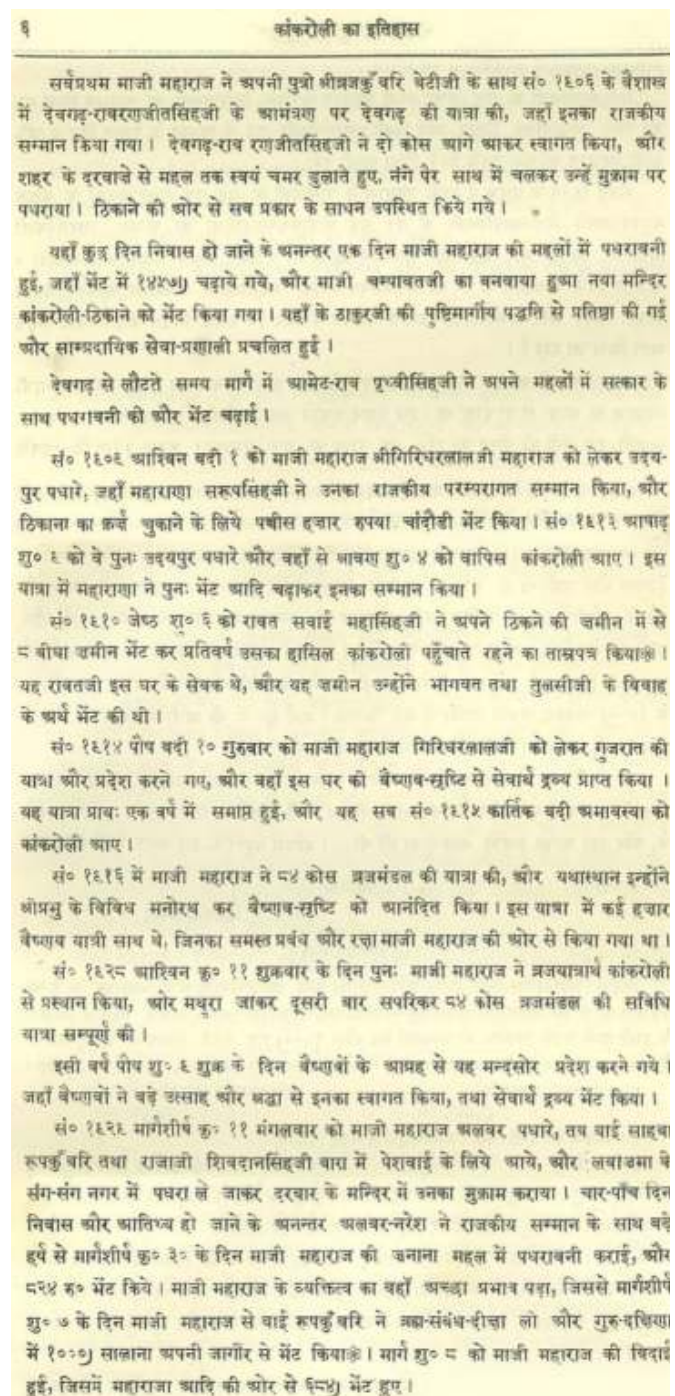 ६ कांकरोली का इतिहास
सर्वप्रथम माजी महाराज ने अपनी पुत्री श्रीव्रजकुँवरि बेटीजी के साथ सं० १६०६ के वैशाख
में देवगढ़-रावरणजीतसिंहजी के आमंत्रण पर देवगढ़ की यात्रा की, जहाँ इनका राजकीय
सम्मान किया गया। देवगढ़-राव रणजीतसिंहजी ने दो कोस आगे आकर स्वागत किया, और
शहर के दरवाजे से महल तक स्वयं चमर डुलाते हुए, नंगे पैर साथ में चलकर उन्हें मुक़ाम पर
पधराया। ठिकाने की ओर से सब प्रकार के साधन उपस्थित किये गये।
यहाँ कुछ दिन निवास हो जाने के अनन्तर एक दिन माजी महाराज की महलों में पधरावनी
हुई, जहाँ भेंट में १४५७) चढ़ाये गये, और माजी चम्पावतजी का बनवाया हुआ नया मन्दिर
कांकरोली-ठिकाने को भेंट किया गया। यहाँ के ठाकुरजी की पुष्टिमार्गीय पद्धति से प्रतिष्ठा की गई
और साम्प्रदायिक सेवा-प्रणाली प्रचलित हुई।
देवगढ़ से लौटते समय मार्ग में आमेट-राव पृथ्वीसिंहजी ने अपने महलों में सत्कार के
साथ पधरावनी की और भेंट चढ़ाई।
सं० १६०६ आश्विन बदी १ को माजी महाराज श्रीगिरिधरलालजी महाराज को लेकर उदय-
पुर पधारे, जहाँ महाराणा सरूपसिंहजी ने उनका राजकीय परम्परागत सम्मान किया, और
ठिकाना का क़र्ज़ चुकाने के लिये पचीस हजार रुपया चांदौडी भेंट किया। सं० १६१२ आषाढ़
शु० ६ को वे पुनः उदयपुर पधारे और वहाँ से श्रावण शु० ४ को वापिस कांकरोली आए। इस
यात्रा में महाराणा ने पुनः भेंट आदि चढ़ाकर इनका सम्मान किया।
सं० १६१० जेष्ठ शु० ६ को रावत सवाई महासिंहजी ने अपने ठिकने की ज़मीन में से
८ बीघा ज़मीन भेंट कर प्रतिवर्ष उसका हासिल कांकरोली पहुँचाते रहने का ताम्रपत्र किया❀।
यह रावतजी इस घर के सेवक थे, और यह ज़मीन उन्होंने भागवत तथा तुलसीजी के विवाह
के अर्थ भेंट की थी।
सं० १६१४ पौष बदी १० गुरुवार को माजी महाराज गिरिधरलालजी को लेकर गुजरात की
यात्रा और प्रदेश करने गए, और वहाँ इस घर की वैष्णव-सृष्टि से सेवार्थ द्रव्य प्राप्त किया।
यह यात्रा प्रायः एक वर्ष में समाप्त हुई, और यह सब सं० १६१५ कार्तिक बदी अमावस्या को
कांकरोली आए।
सं० १६१६ में माजी महाराज ने ८४ कोस व्रजमंडल की यात्रा की, और यथास्थान इन्होंने
श्रीप्रभु के विविध मनोरथ कर वैष्णव-सृष्टि को आनंदित किया। इस यात्रा में कई हज़ार
वैष्णव यात्री साथ थे, जिनका समस्त प्रबंध और रक्षा माजी महाराज की ओर से किया गया था।
सं० १६२८ आश्विन कृ० ११ शुक्रवार के दिन पुनः माजी महाराज ने व्रजयात्रार्थ कांकरोली
से प्रस्थान किया, ओर मथुरा जाकर दूसरी बार सपरिकर ८४ कोस व्रजमंडल की सविधि
यात्रा सम्पूर्ण की।
इसी वर्ष पौष शु० ६ शुक्र के दिन वैष्णवों के आग्रह से यह मन्दसोर प्रदेश करने गये।
जहाँ वैष्णवों ने बड़े उत्साह और श्रद्धा से इनका स्वागत किया, तथा सेवार्थ द्रव्य भेंट किया।
सं० १६२६ मार्गशीर्ष कृ० ११ मंगलवार को माजी महाराज अलवर पधारे, तब बाई साहबा
रूपकुँवरि तथा राजाजी शिवदानसिंहजी बाग़ में पेशवाई के लिये आये, और लवाज़मा के
संग-संग नगर में पधरा ले जाकर दरबार के मन्दिर में उनका मुक़ाम कराया। चार-पाँच दिन
निवास और आतिथ्य हो जाने के अनन्तर अलवर-नरेश ने राजकीय सम्मान के साथ बड़े
हर्ष से मार्गशीर्ष कृ० ३० के दिन माजी महाराज की ज़नाना महल में पधरावनी कराई, और
८२४ रु० भेंट किये। माजी महाराज के व्यक्तित्व का वहाँ अच्छा प्रभाव पड़ा, जिससे मार्गशीर्ष
शु० ७ के दिन माजी महाराज से बाई रूपकुँवरि ने ब्रह्म-संबंध-दीक्षा ली और गुरु-दक्षिणा
में १०००) सालाना अपनी जागीर से भेंट किया❀। मार्ग शु० ८ को माजी महाराज की बिदाई
हुई, जिसमें महाराजा आदि की ओर से ६८४) भेंट हुए।